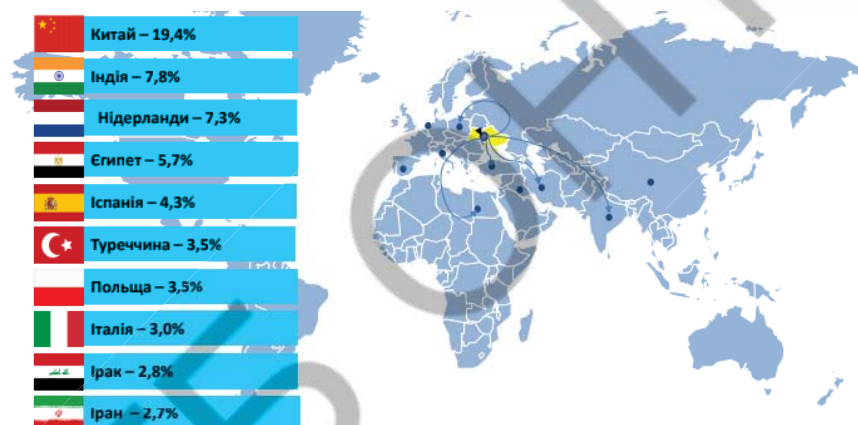 Китай – 19,4%
Індія – 7,8%
Нідерланди – 7,3%
Єгипет – 5,7%
Іспанія – 4,3%
Туреччина – 3,5%
Польща – 3,5%
Італія – 3,0%
Ірак – 2,8%
Іран – 2,7%